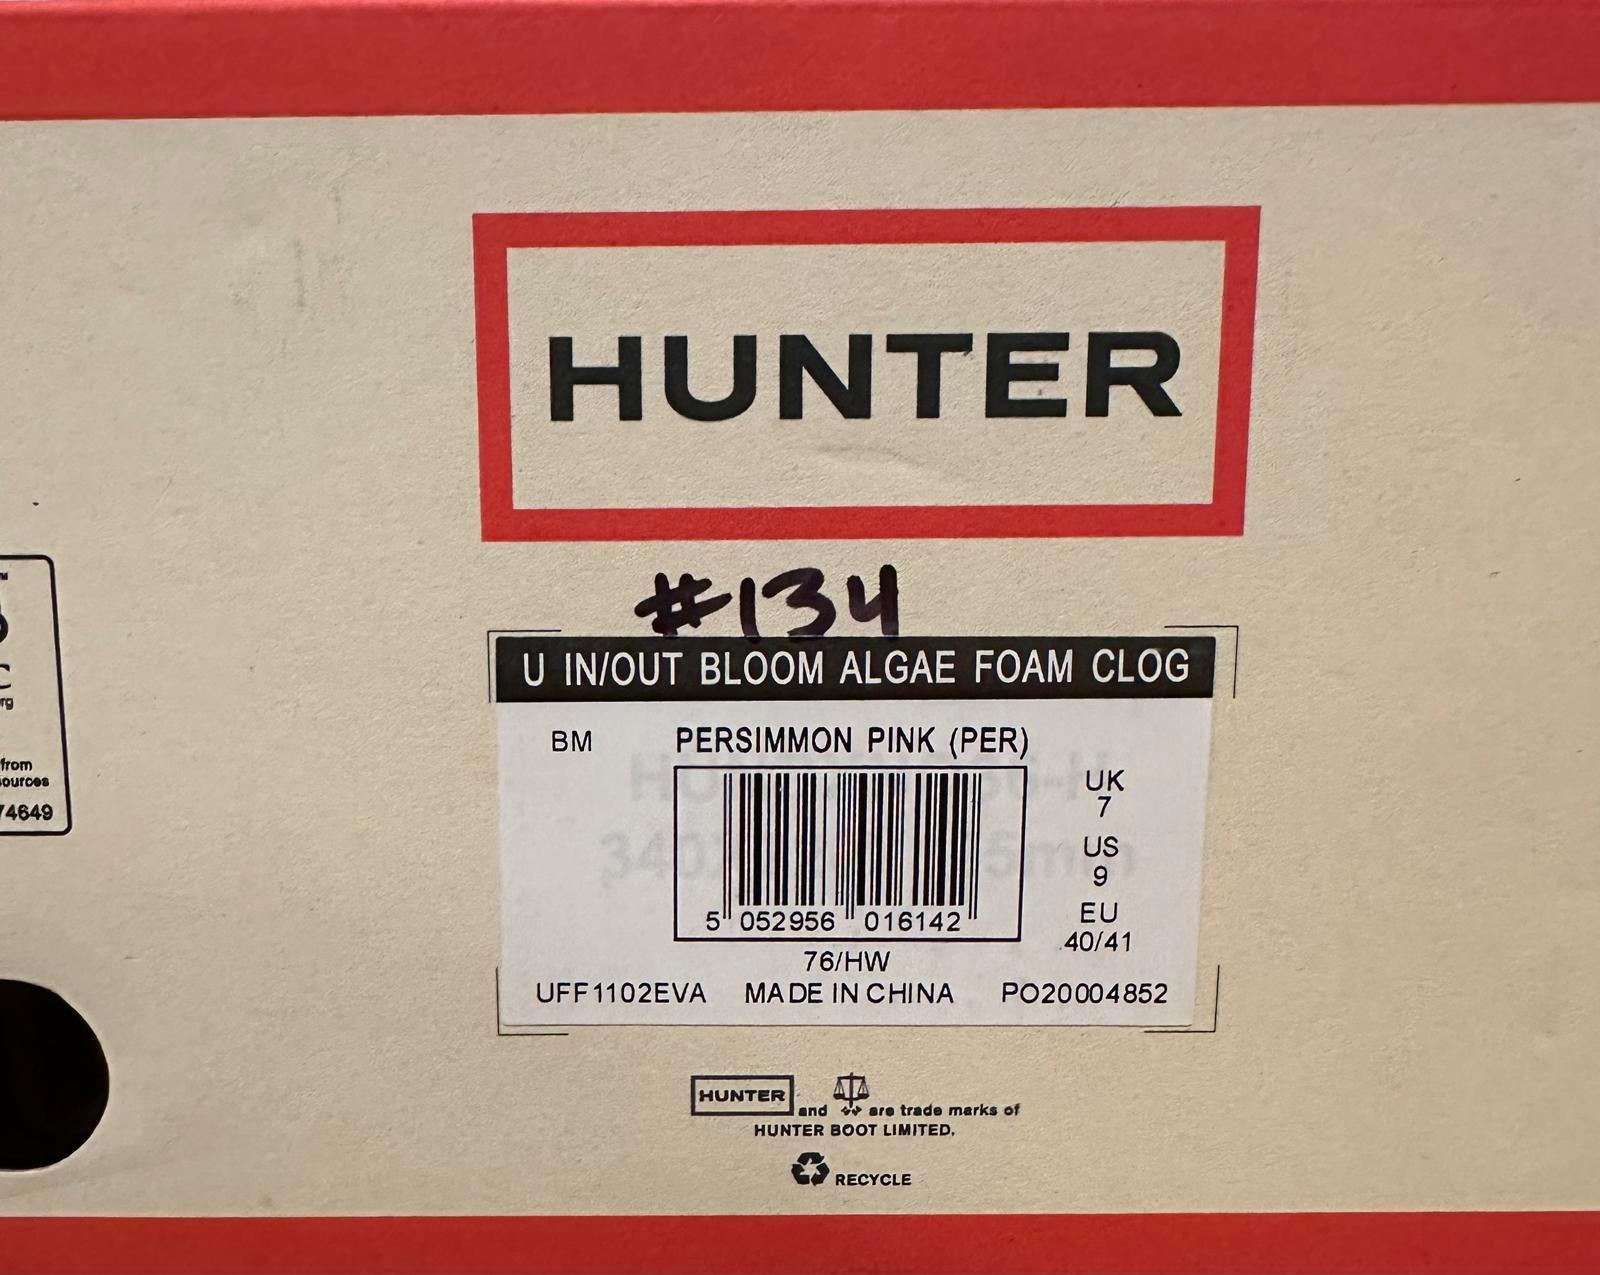 HUNTER
#134
U IN/OUT BLOOM ALGAE FOAM CLOG
BM PERSIMMON PINK (PER)
UK
7
US
9
EU
40/41
5 052956 016142
76/HW
UFF1102EVA MADE IN CHINA PO20004852
HUNTER and are trade marks of
HUNTER BOOT LIMITED.
RECYCLE
from
74649